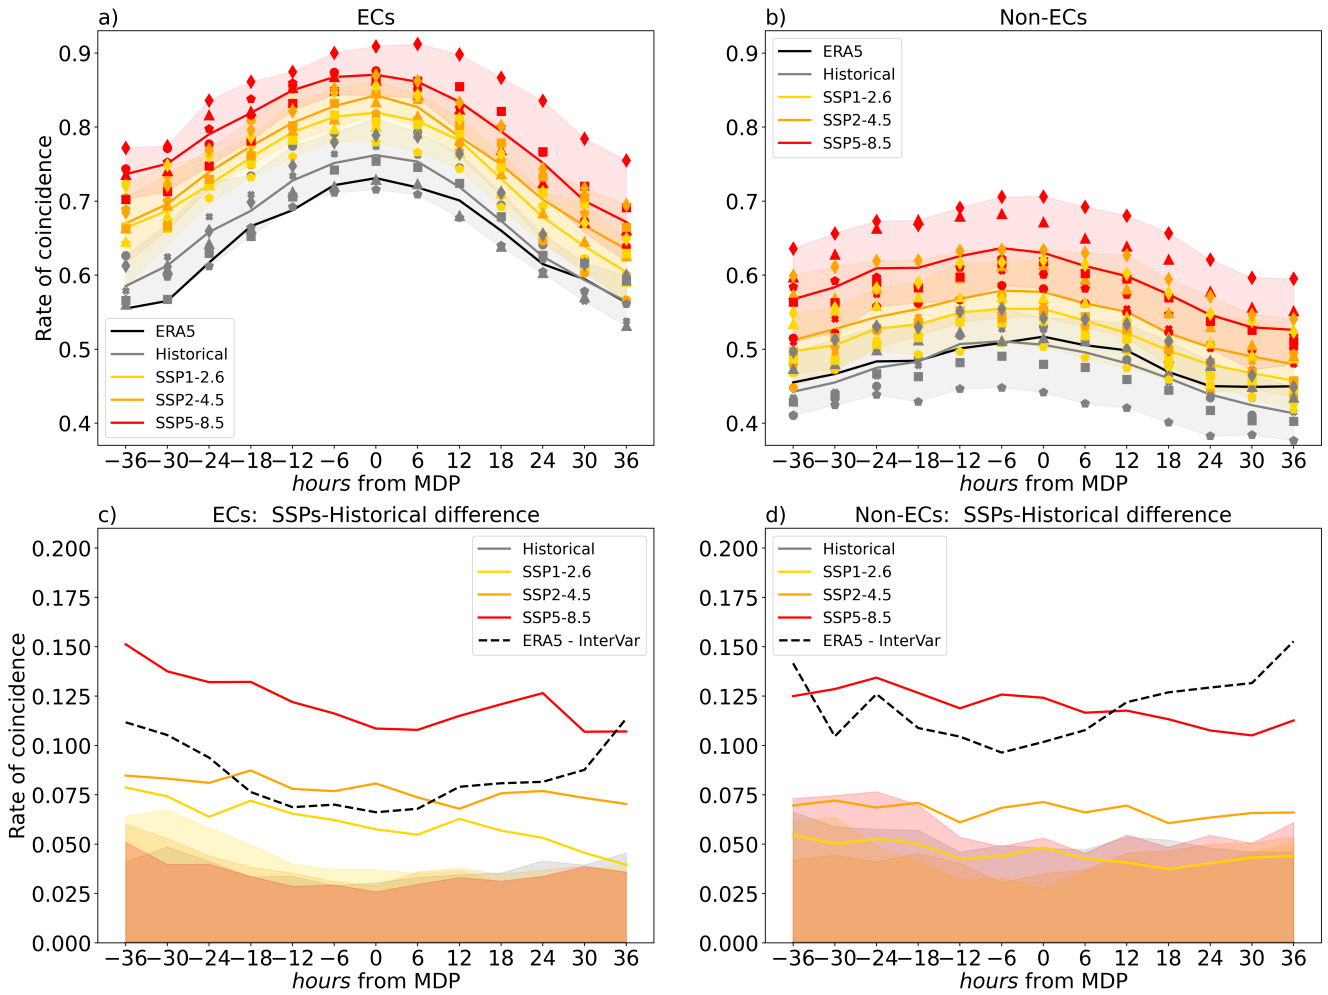 a) ECs
Rate of coincidence
0.9
0.8
0.7
0.6
0.5
0.4
ERA5
Historical
SSP1-2.6
SSP2-4.5
SSP5-8.5
−36 −30 −24 −18 −12 −6 0 6 12 18 24 30 36
hours from MDP
b) Non-ECs
0.9
0.8
0.7
0.6
0.5
0.4
ERA5
Historical
SSP1-2.6
SSP2-4.5
SSP5-8.5
−36 −30 −24 −18 −12 −6 0 6 12 18 24 30 36
hours from MDP
c) ECs: SSPs-Historical difference
Rate of coincidence
0.200
0.175
0.150
0.125
0.100
0.075
0.050
0.025
0.000
Historical
SSP1-2.6
SSP2-4.5
SSP5-8.5
ERA5 - InterVar
−36 −30 −24 −18 −12 −6 0 6 12 18 24 30 36
hours from MDP
d) Non-ECs: SSPs-Historical difference
0.200
0.175
0.150
0.125
0.100
0.075
0.050
0.025
0.000
Historical
SSP1-2.6
SSP2-4.5
SSP5-8.5
ERA5 - InterVar
−36 −30 −24 −18 −12 −6 0 6 12 18 24 30 36
hours from MDP